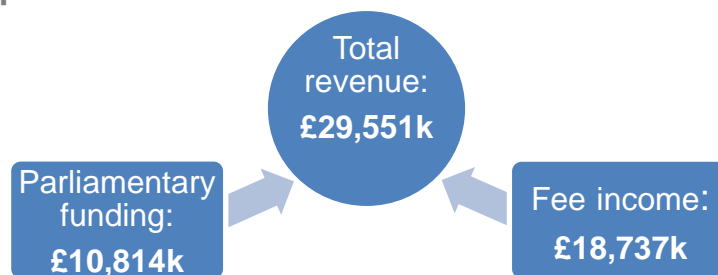 Total
revenue:
£29,551k
Parliamentary
funding:
£10,814k
Fee income:
£18,737k